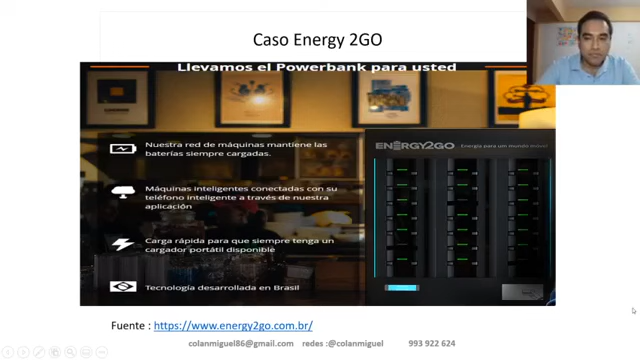 Caso Energy 2GO
Llevamos el Powerbank para usted
Nuestra red de máquinas mantiene las
baterías siempre cargadas.
Máquinas inteligentes conectadas con su
teléfono inteligente a través de nuestra
aplicación
Carga rápida para que siempre tenga un
cargador portátil disponible
Tecnología desarrollada en Brasil
ENERGY2GO
Energia para um mundo móvel
Fuente : https://www.energy2go.com.br/
colanmiguel86@gmail.com redes :@colanmiguel 993 922 624